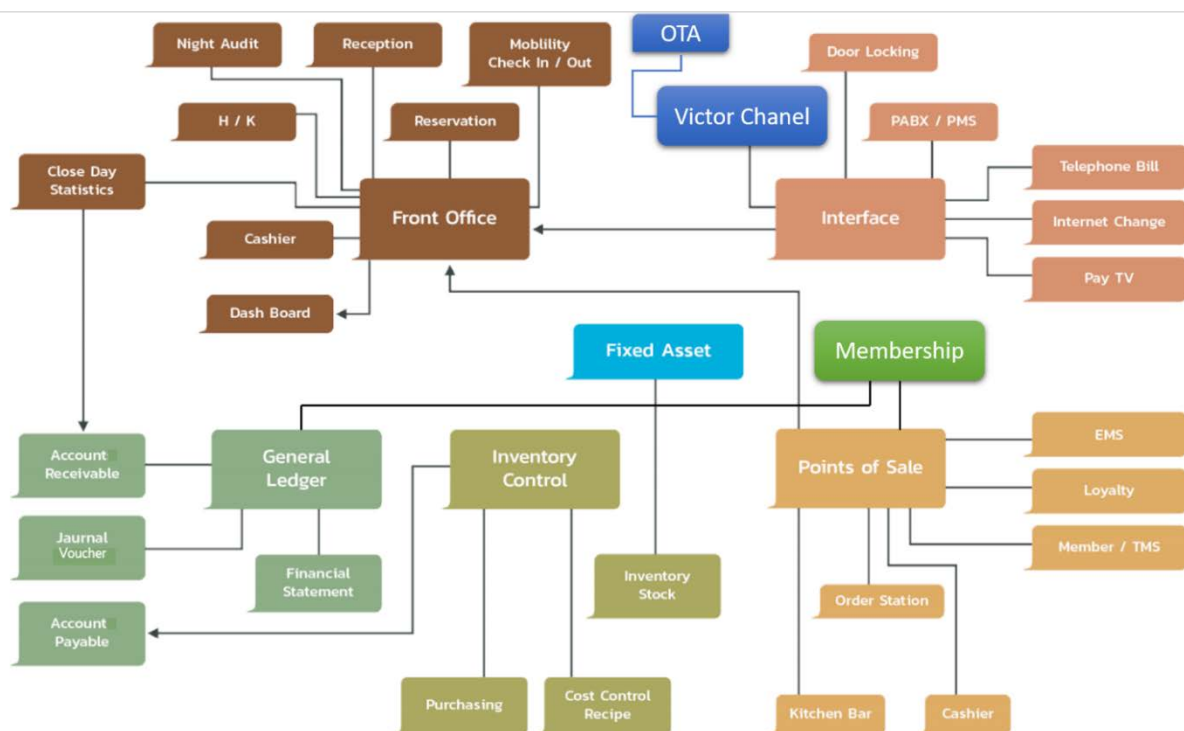 Night Audit
Reception
Moblility
Check In / Out
OTA
Door Locking
H / K
Reservation
Victor Chanel
PABX / PMS
Close Day
Statistics
Front Office
Interface
Telephone Bill
Internet Change
Pay TV
Cashier
Dash Board
Fixed Asset
Membership
Account
Receivable
General
Ledger
Inventory
Control
Points of Sale
EMS
Loyalty
Member / TMS
Jaurnal
Voucher
Financial
Statement
Inventory
Stock
Order Station
Account
Payable
Purchasing
Cost Control
Recipe
Kitchen Bar
Cashier